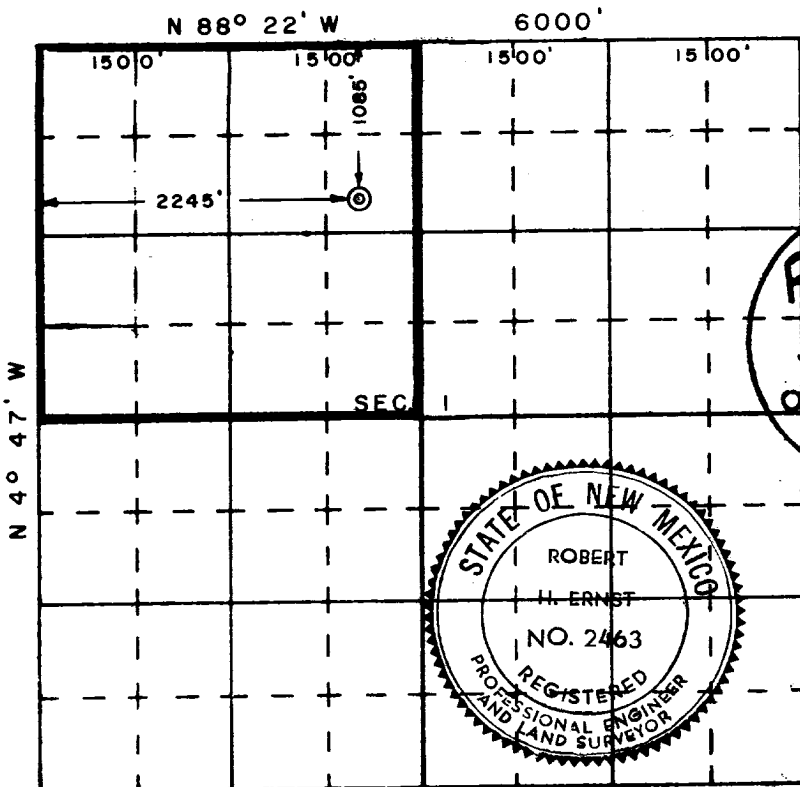 N 88° 22' W 6000'
1500' 1500' 1500' 1500'
1085'
2245'
N 4° 47' W
SEC. 1
STATE OF NEW MEXICO
ROBERT
H. ERNST
NO. 2463
REGISTERED
PROFESSIONAL ENGINEER
AND LAND SURVEYOR